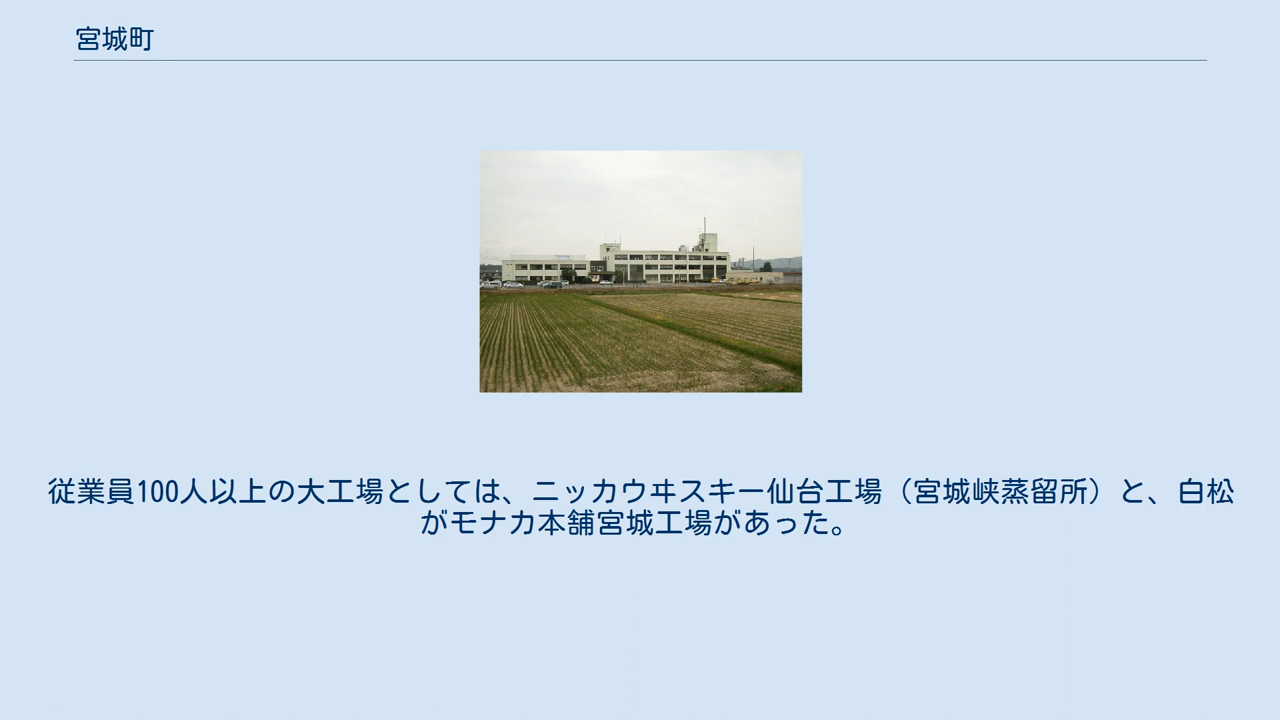 宮城町
従業員100人以上の大工場としては、ニッカウヰスキー仙台工場（宮城峡蒸留所）と、白松
がモナカ本舗宮城工場があった。